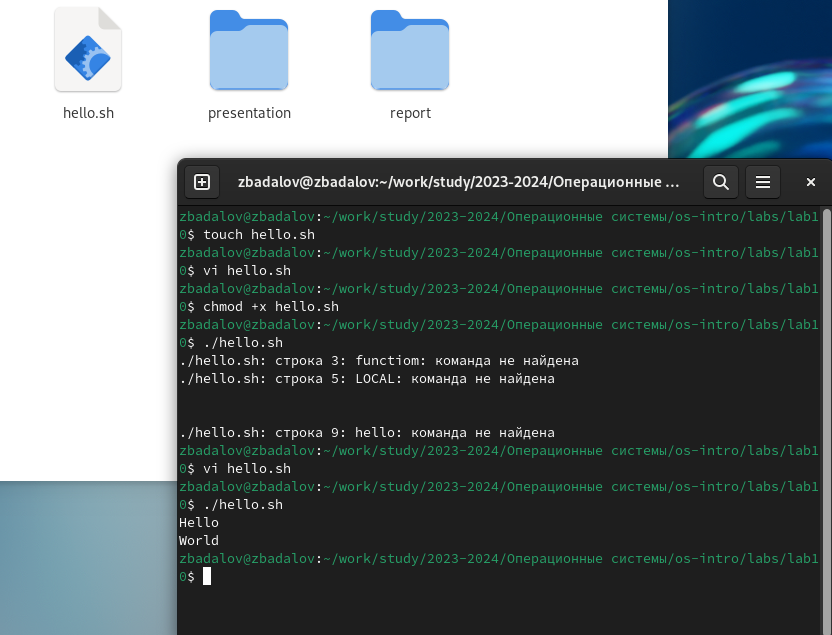 hello.sh
presentation
report
zbadalov@zbadalov:~/work/study/2023-2024/Операционные ...
zbadalov@zbadalov:~/work/study/2023-2024/Операционные системы/os-intro/labs/lab1
0$ touch hello.sh
zbadalov@zbadalov:~/work/study/2023-2024/Операционные системы/os-intro/labs/lab1
0$ vi hello.sh
zbadalov@zbadalov:~/work/study/2023-2024/Операционные системы/os-intro/labs/lab1
0$ chmod +x hello.sh
zbadalov@zbadalov:~/work/study/2023-2024/Операционные системы/os-intro/labs/lab1
0$ ./hello.sh
./hello.sh: строка 3: functiom: команда не найдена
./hello.sh: строка 5: LOCAL: команда не найдена
./hello.sh: строка 9: hello: команда не найдена
zbadalov@zbadalov:~/work/study/2023-2024/Операционные системы/os-intro/labs/lab1
0$ vi hello.sh
zbadalov@zbadalov:~/work/study/2023-2024/Операционные системы/os-intro/labs/lab1
0$ ./hello.sh
Hello
World
zbadalov@zbadalov:~/work/study/2023-2024/Операционные системы/os-intro/labs/lab1
0$